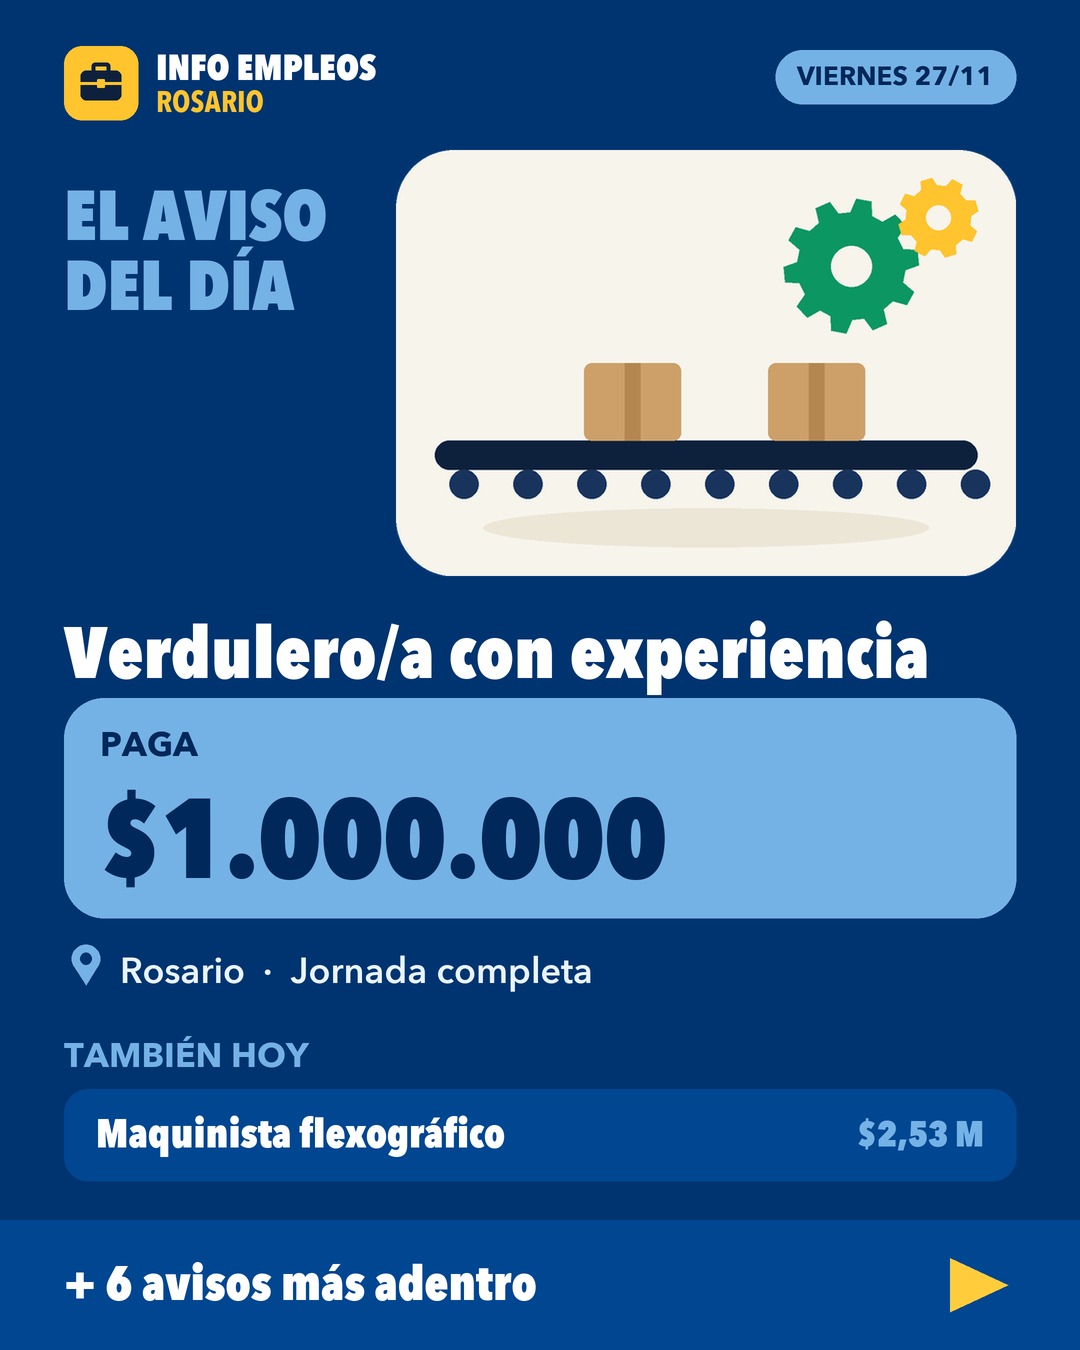 INFO EMPLEOS
ROSARIO
VIERNES 27/11
EL AVISO
DEL DÍA
Verdulero/a con experiencia
PAGA
$1.000.000
Rosario · Jornada completa
TAMBIÉN HOY
Maquinista flexográfico
$2,53 M
+ 6 avisos más adentro